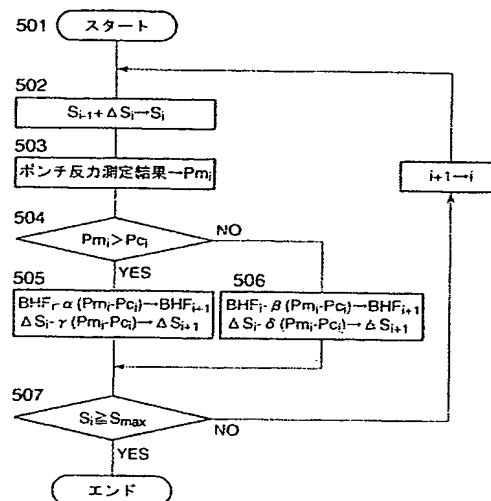 501 スタート
502
S_{i-1}+ΔS_i→S_i
503
ポンチ反力測定結果→Pm_i
i+1→i
504
Pm_i>Pc_i
NO
YES
505
BHF_i-α(Pm_i-Pc_i)→BHF_{i+1}
ΔS_i-γ(Pm_i-Pc_i)→ΔS_{i+1}
506
BHF_i-β(Pm_i-Pc_i)→BHF_{i+1}
ΔS_i-δ(Pm_i-Pc_i)→ΔS_{i+1}
507
S_i≧S_{max}
NO
YES
エンド